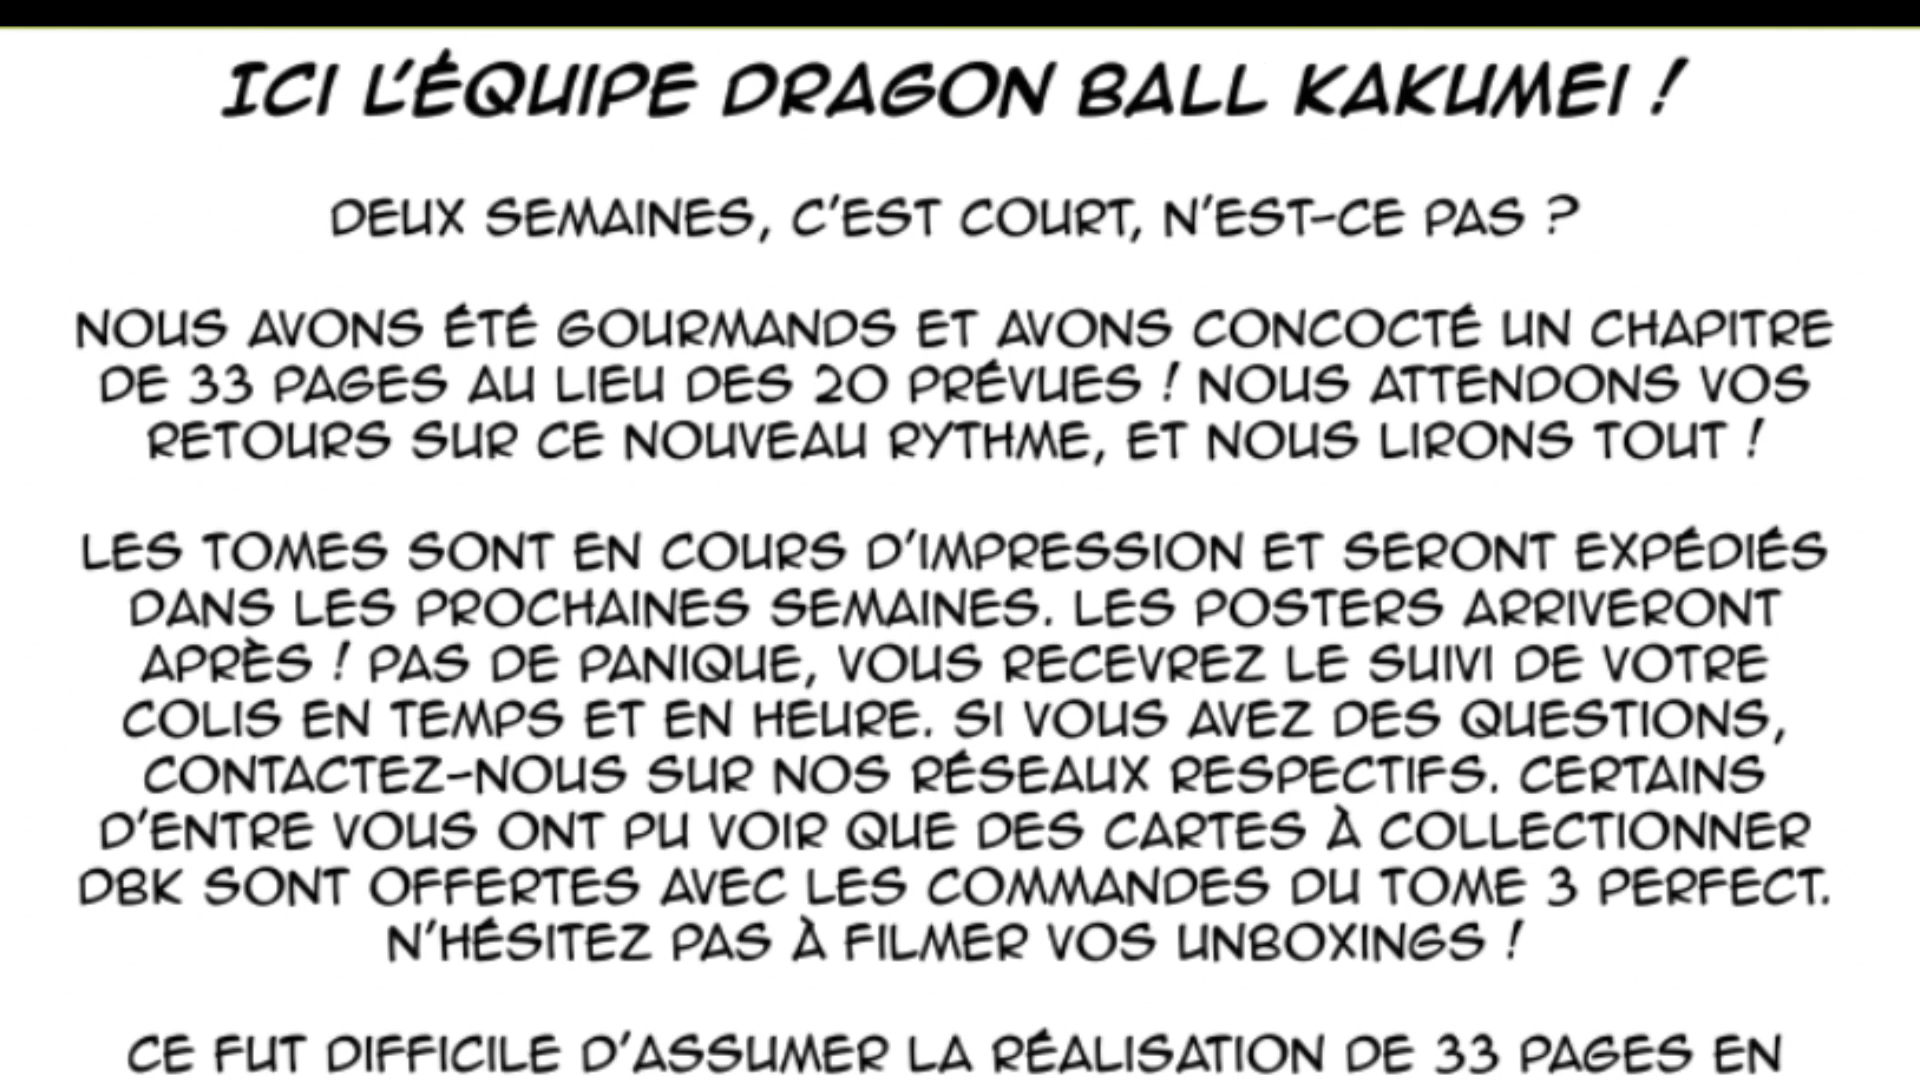 ICI L'ÉQUIPE DRAGON BALL KAKUMEI !
DEUX SEMAINES, C'EST COURT, N'EST-CE PAS ?
NOUS AVONS ÉTÉ GOURMANDS ET AVONS CONCOCTÉ UN CHAPITRE
DE 33 PAGES AU LIEU DES 20 PRÉVUES ! NOUS ATTENDONS VOS
RETOURS SUR CE NOUVEAU RYTHME, ET NOUS LIRONS TOUT !
LES TOMES SONT EN COURS D'IMPRESSION ET SERONT EXPÉDIÉS
DANS LES PROCHAINES SEMAINES. LES POSTERS ARRIVERONT
APRÈS ! PAS DE PANIQUE, VOUS RECEVREZ LE SUIVI DE VOTRE
COLIS EN TEMPS ET EN HEURE. SI VOUS AVEZ DES QUESTIONS,
CONTACTEZ-NOUS SUR NOS RÉSEAUX RESPECTIFS. CERTAINS
D'ENTRE VOUS ONT PU VOIR QUE DES CARTES À COLLECTIONNER
DBK SONT OFFERTES AVEC LES COMMANDES DU TOME 3 PERFECT.
N'HÉSITEZ PAS À FILMER VOS UNBOXINGS !
CE FUT DIFFICILE D'ASSUMER LA RÉALISATION DE 33 PAGES EN